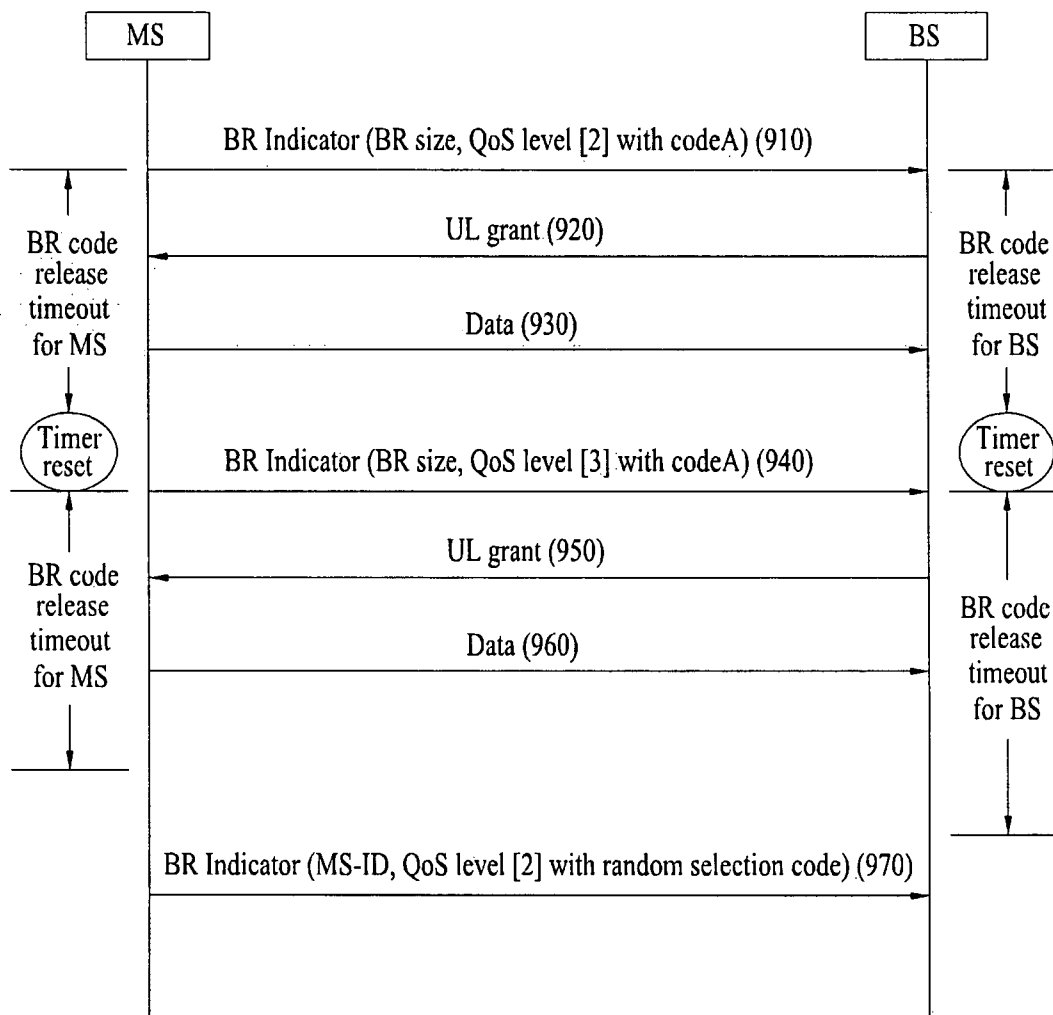 MS
BS
BR Indicator (BR size, QoS level [2] with codeA) (910)
UL grant (920)
BR code
release
timeout
for MS
BR code
release
timeout
for BS
Data (930)
Timer
reset
Timer
reset
BR Indicator (BR size, QoS level [3] with codeA) (940)
UL grant (950)
BR code
release
timeout
for MS
BR code
release
timeout
for BS
Data (960)
BR Indicator (MS-ID, QoS level [2] with random selection code) (970)